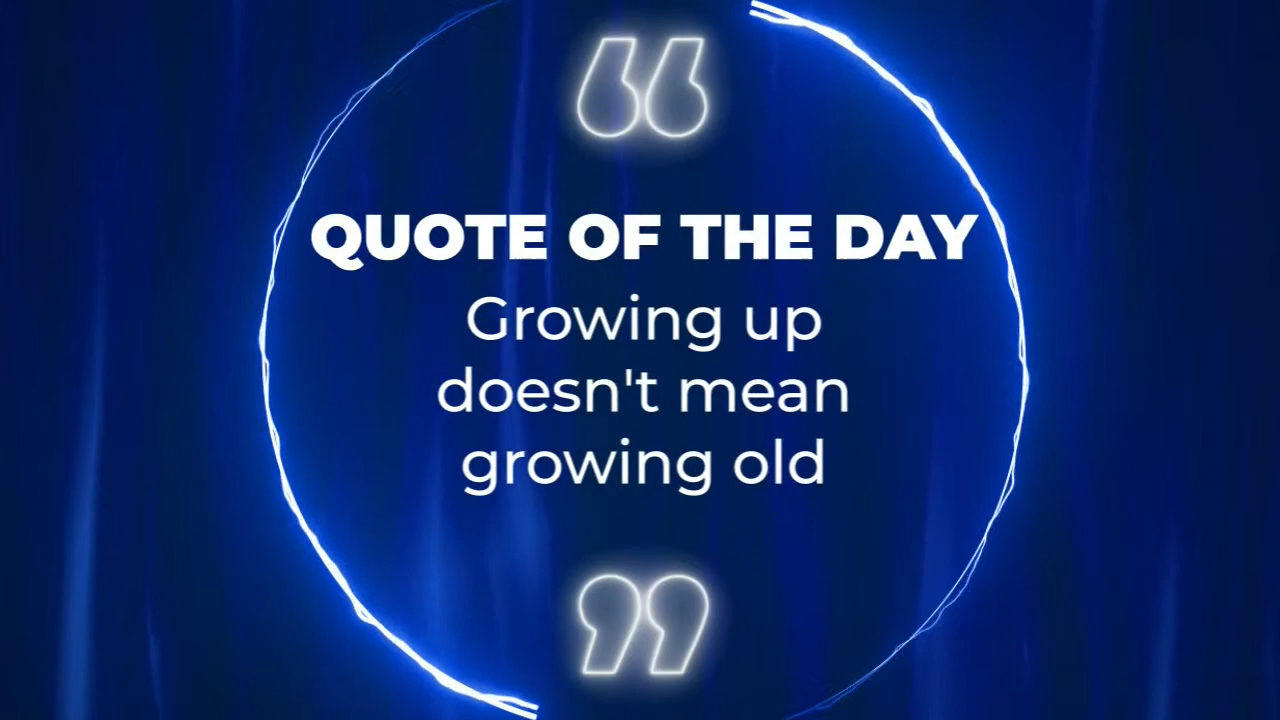 QUOTE OF THE DAY
Growing up
doesn't mean
growing old